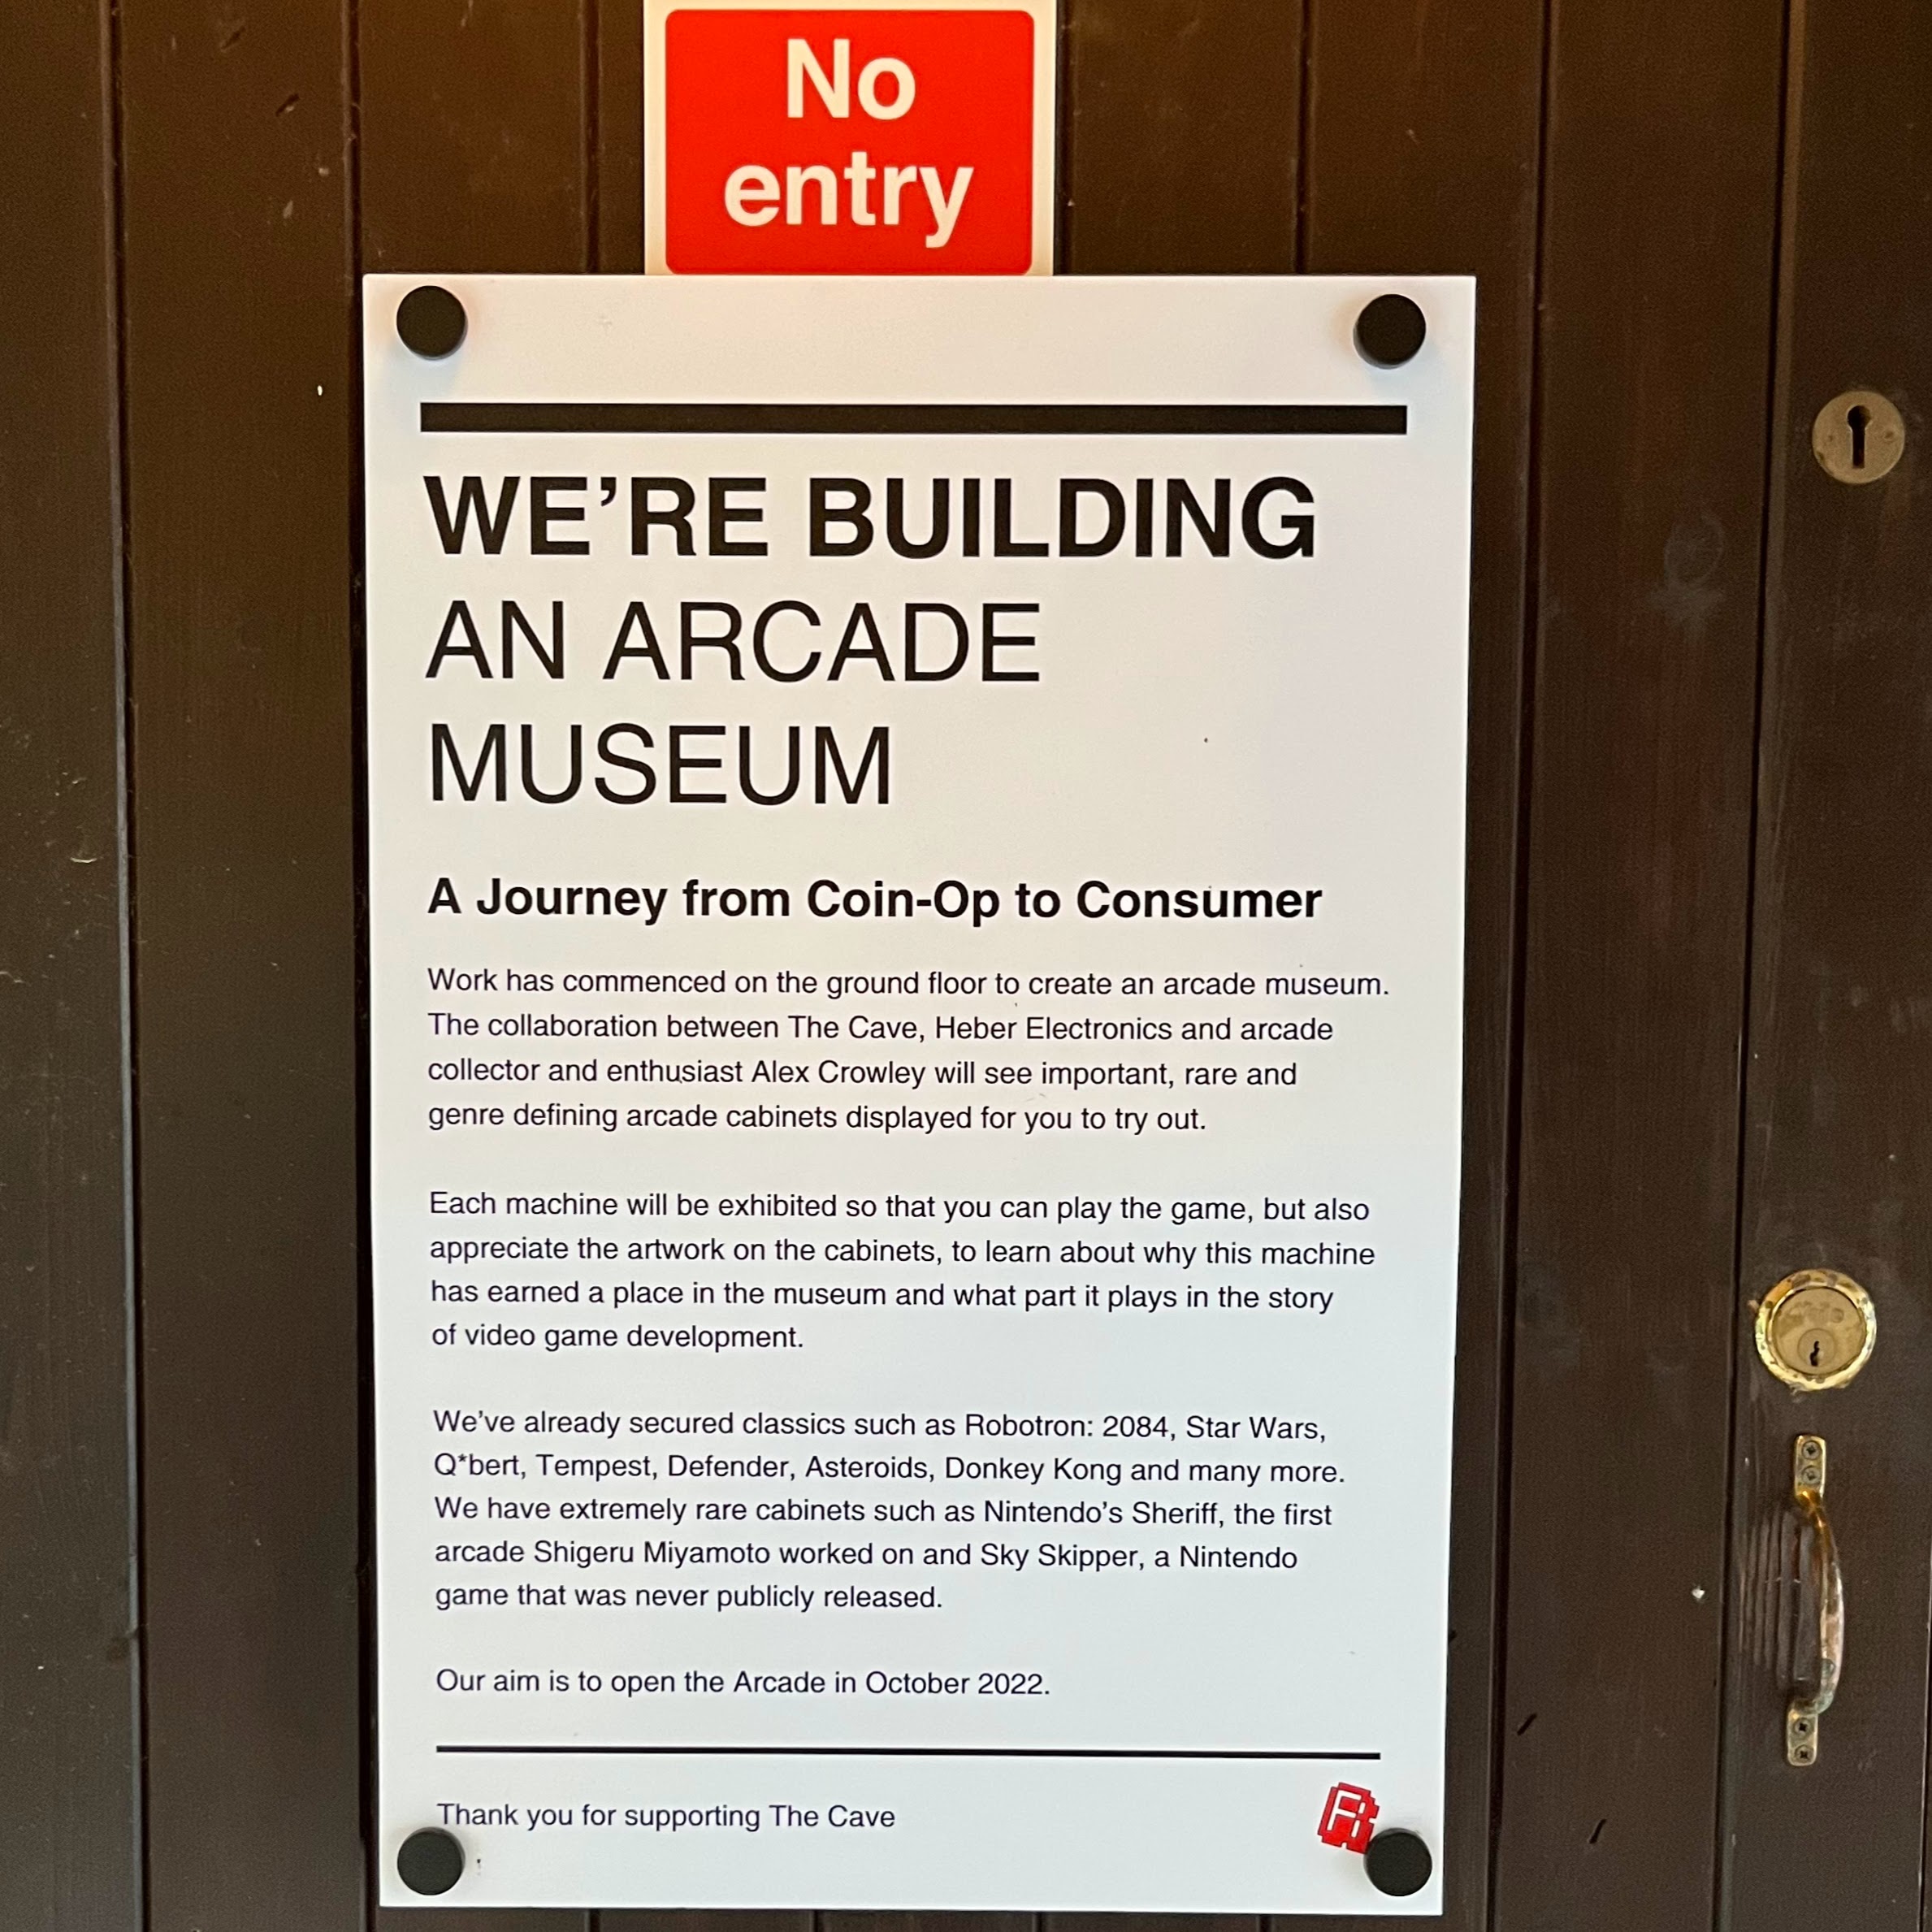 No
entry
WE’RE BUILDING
AN ARCADE
MUSEUM
A Journey from Coin-Op to Consumer
Work has commenced on the ground floor to create an arcade museum.
The collaboration between The Cave, Heber Electronics and arcade
collector and enthusiast Alex Crowley will see important, rare and
genre defining arcade cabinets displayed for you to try out.
Each machine will be exhibited so that you can play the game, but also
appreciate the artwork on the cabinets, to learn about why this machine
has earned a place in the museum and what part it plays in the story
of video game development.
We’ve already secured classics such as Robotron: 2084, Star Wars,
Q*bert, Tempest, Defender, Asteroids, Donkey Kong and many more.
We have extremely rare cabinets such as Nintendo’s Sheriff, the first
arcade Shigeru Miyamoto worked on and Sky Skipper, a Nintendo
game that was never publicly released.
Our aim is to open the Arcade in October 2022.
Thank you for supporting The Cave